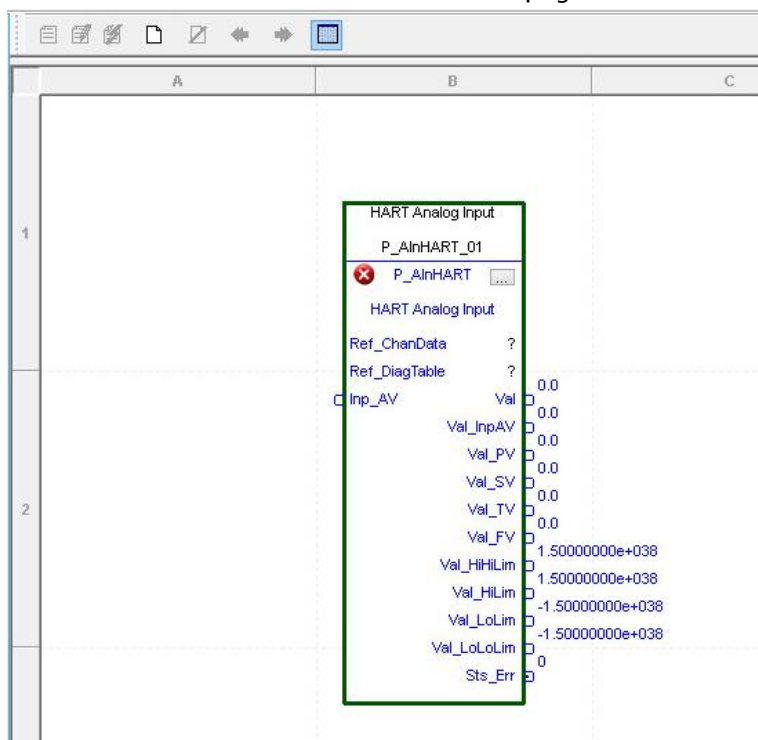 A B C
1
HART Analog Input
P_AInHART_01
P_AInHART ...
HART Analog Input
Ref_ChanData ?
Ref_DiagTable ?
0.0
Inp_AV Val
0.0
Val_InpAV
0.0
Val_PV
0.0
Val_SV
0.0
2
Val_TV
0.0
Val_FV
1.50000000e+038
Val_HiHiLim
1.50000000e+038
Val_HiLim
-1.50000000e+038
Val_LoLim
-1.50000000e+038
Val_LoLoLim
0
Sts_Err